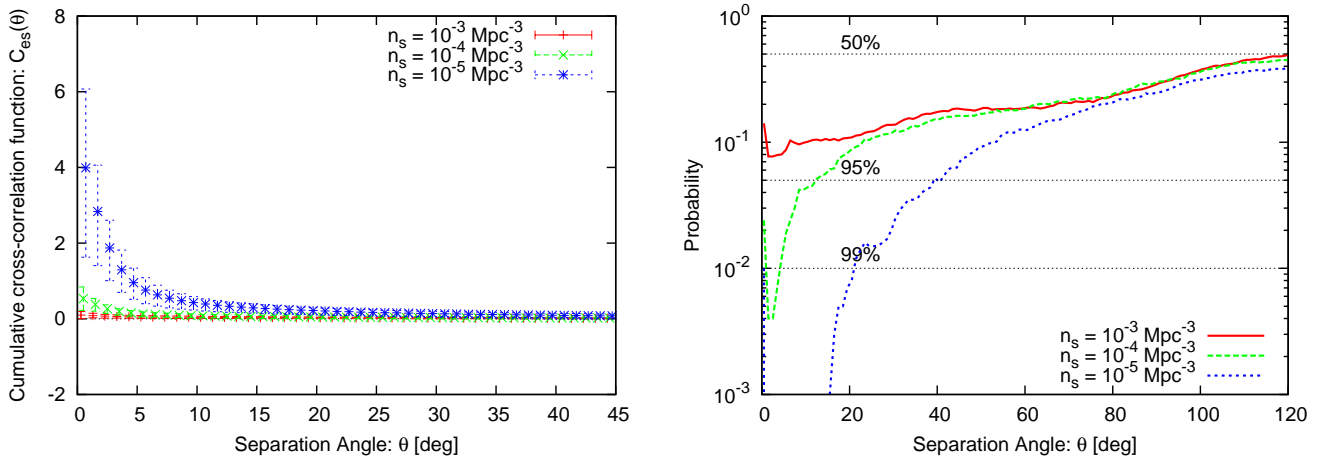 Cumulative cross-correlation function: C_es(θ)
8
6
4
2
0
-2
n_s = 10^-3 Mpc^-3
n_s = 10^-4 Mpc^-3
n_s = 10^-5 Mpc^-3
0 5 10 15 20 25 30 35 40 45
Separation Angle: θ [deg]
Probability
10^0
10^-1
10^-2
10^-3
50%
95%
99%
n_s = 10^-3 Mpc^-3
n_s = 10^-4 Mpc^-3
n_s = 10^-5 Mpc^-3
0 20 40 60 80 100 120
Separation Angle: θ [deg]